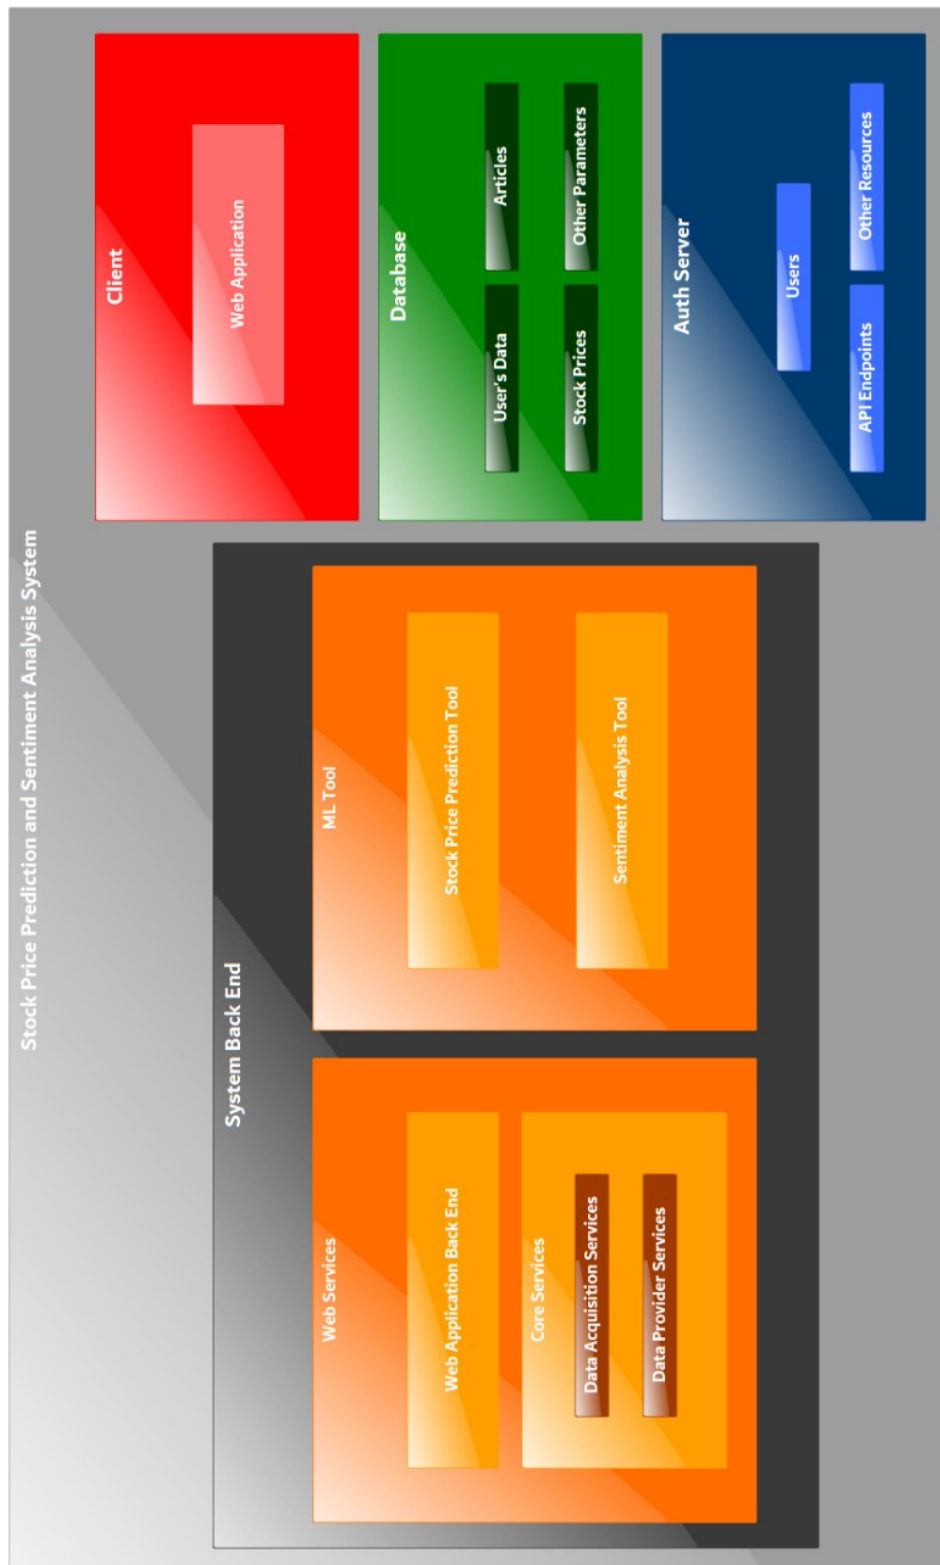 Stock Price Prediction and Sentiment Analysis System
System Back End
Web Services
Web Application Back End
Core Services
Data Acquisition Services
Data Provider Services
ML Tool
Stock Price Prediction Tool
Sentiment Analysis Tool
Client
Web Application
Database
User's Data
Articles
Stock Prices
Other Parameters
Auth Server
Users
API Endpoints
Other Resources